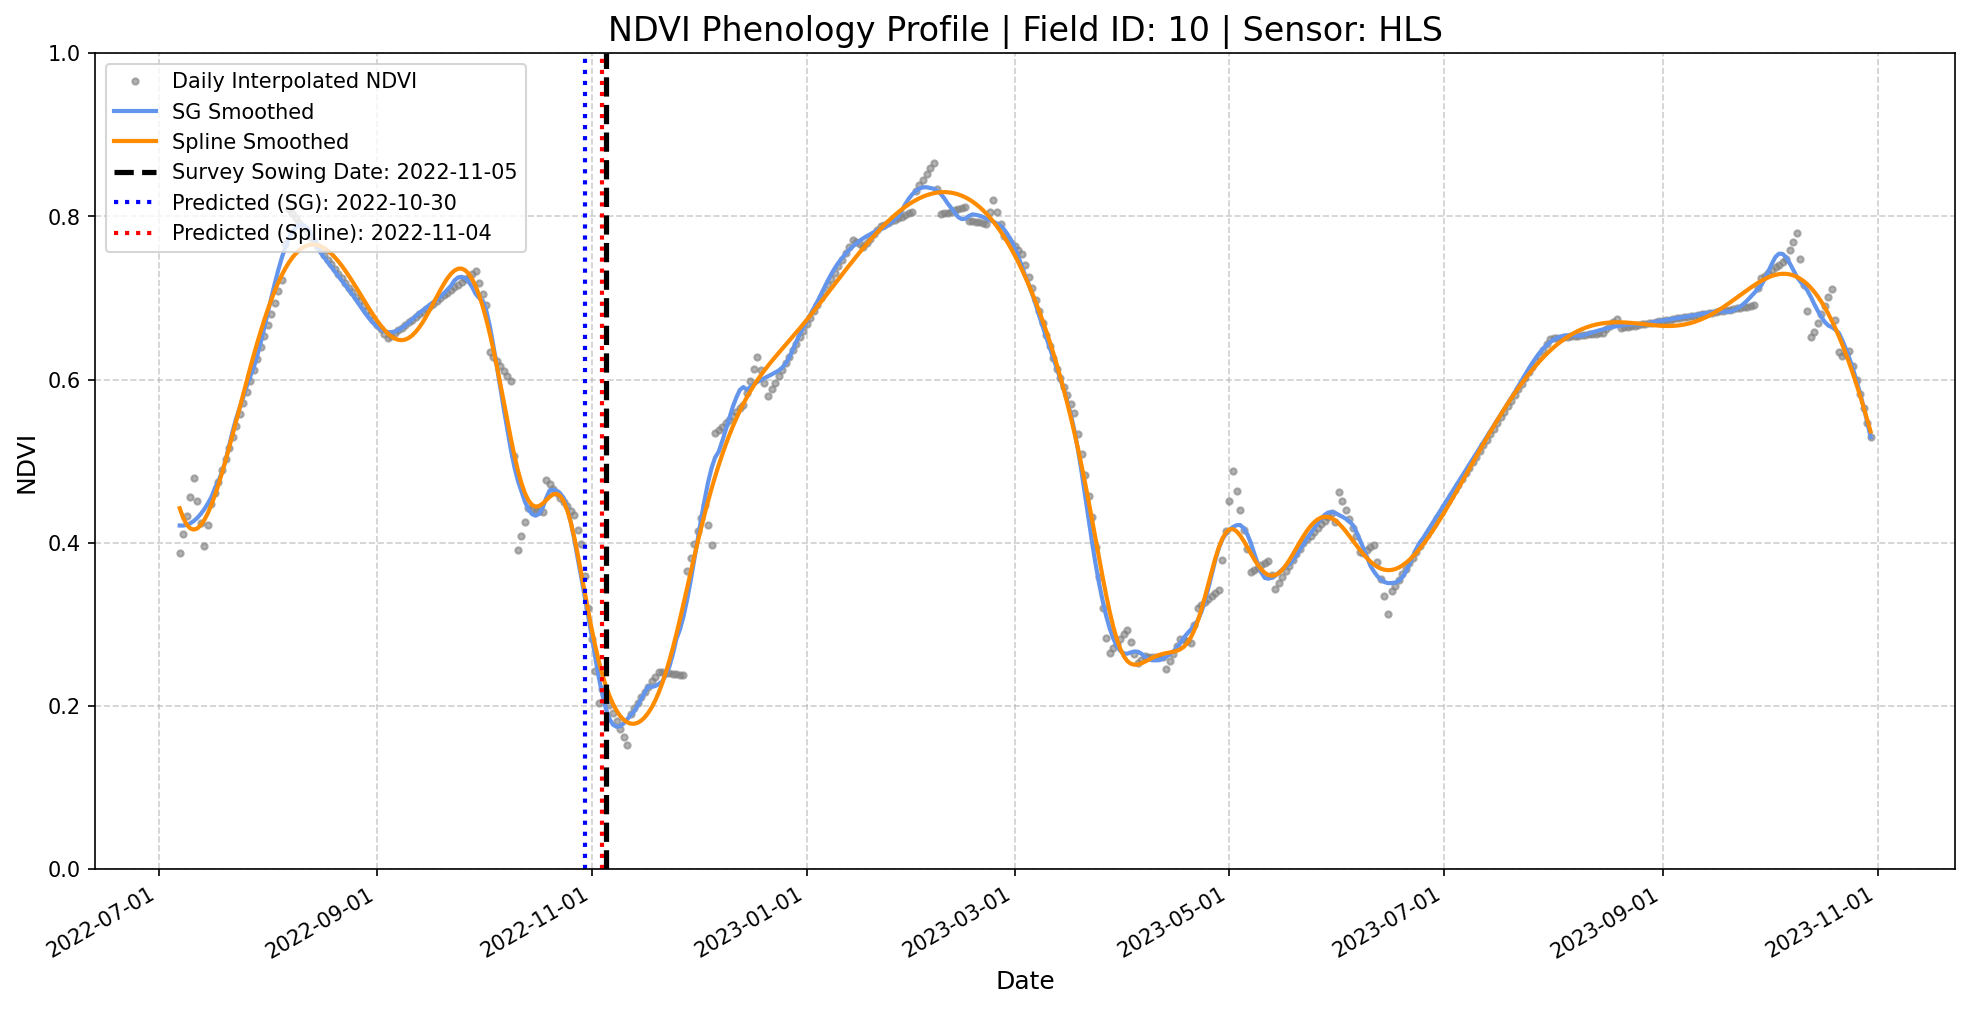 NDVI Phenology Profile | Field ID: 10 | Sensor: HLS
1.0
0.8
0.6
0.4
0.2
0.0
NDVI
Daily Interpolated NDVI
SG Smoothed
Spline Smoothed
Survey Sowing Date: 2022-11-05
Predicted (SG): 2022-10-30
Predicted (Spline): 2022-11-04
2022-07-01
2022-09-01
2022-11-01
2023-01-01
2023-03-01
2023-05-01
2023-07-01
2023-09-01
2023-11-01
Date